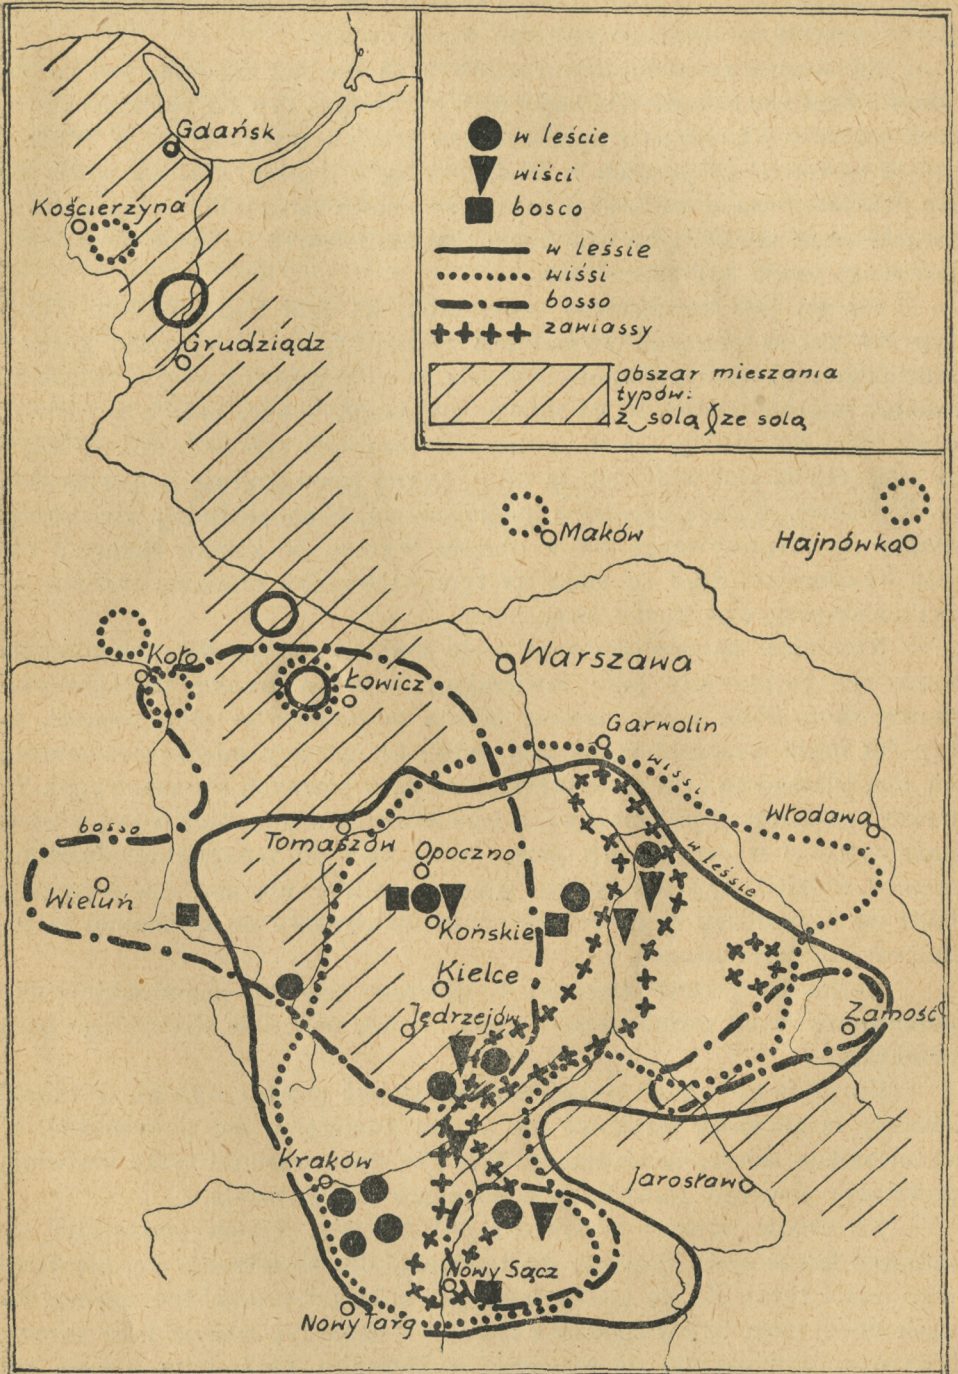 w leście
wiści
bosco
w leśsie
wiśsi
bosso
zawiassy
obszar mieszania
typów:
z‿solą ze solą
Gdańsk
Kościerzyna
Grudziądz
Maków
Hajnówka
Koło
Łowicz
Warszawa
Garwolin
wiśsi
Włodawa
bosso
Tomaszów
Opoczno
w leśsie
Wieluń
Końskie
Kielce
Jędrzejów
Zamość
Kraków
Jarosław
Nowy Sącz
Nowy Targ